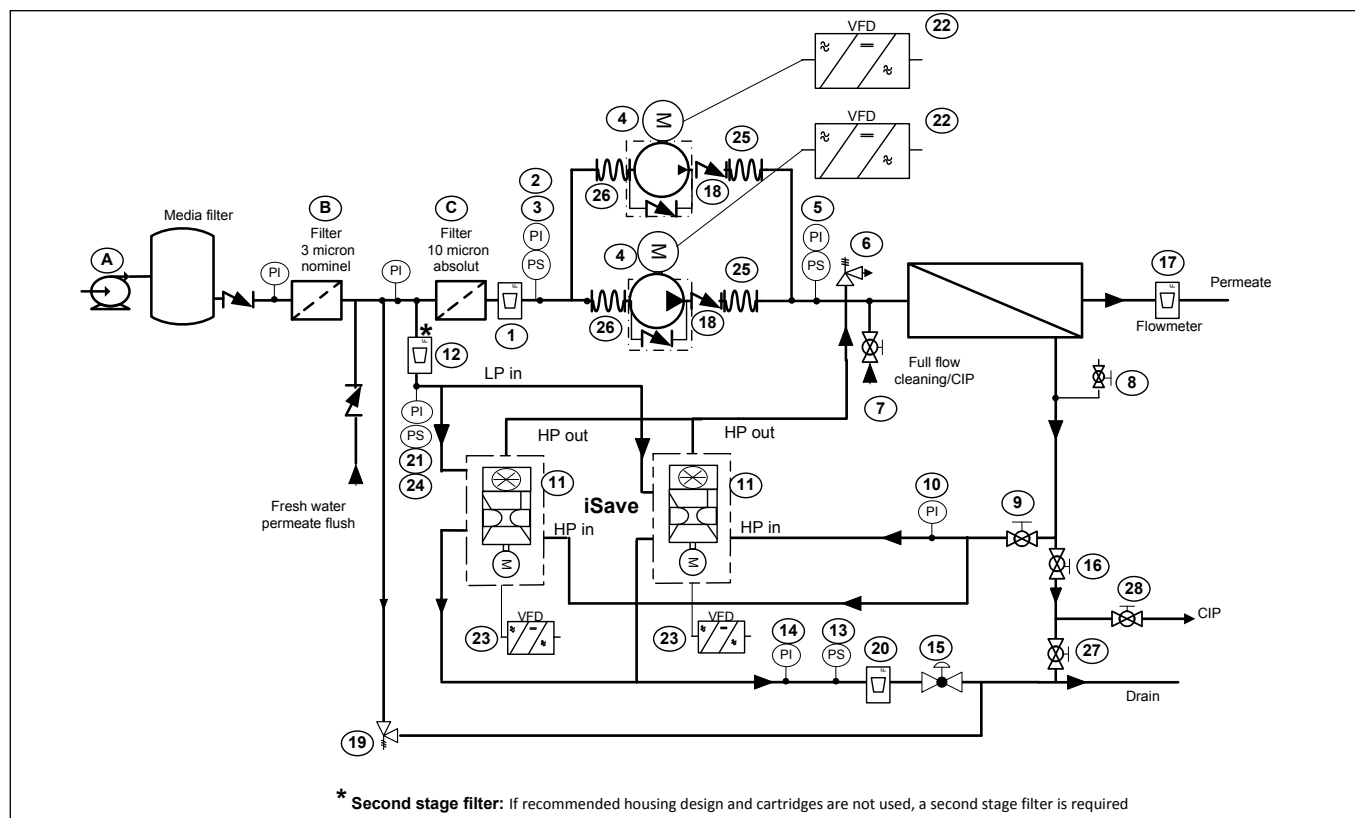 VFD
22
4
M
VFD
22
25
26
18
2
3
PI
PS
B
Filter
3 micron
nominel
C
Filter
10 micron
absolut
Media filter
A
PI
PI
F
1
4
M
25
26
18
5
PI
PS
6
17
F
Permeate
Flowmeter
*
F
12
LP in
Full flow
cleaning/CIP
7
8
PI
PS
21
24
HP out
HP out
11
11
iSave
HP in
HP in
M
M
10
PI
9
16
28
CIP
27
Fresh water
permeate flush
23
VFD
23
VFD
14
PI
13
PS
20
F
15
Drain
19
* Second stage filter: If recommended housing design and cartridges are not used, a second stage filter is required